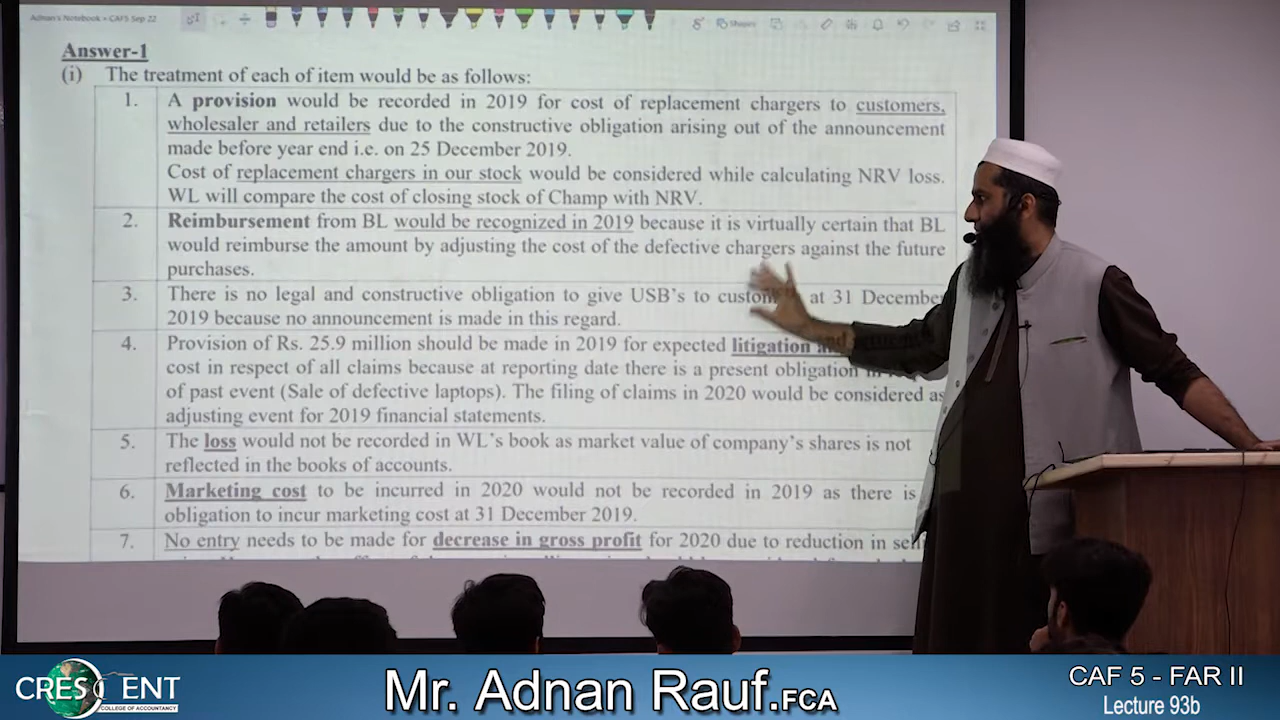 Adnan's Notebook • CAF5 Sep 22
Shapes
Answer-1
(i) The treatment of each of item would be as follows:
1. A provision would be recorded in 2019 for cost of replacement chargers to customers,
wholesaler and retailers due to the constructive obligation arising out of the announcement
made before year end i.e. on 25 December 2019.
Cost of replacement chargers in our stock would be considered while calculating NRV loss.
WL will compare the cost of closing stock of Champ with NRV.
2. Reimbursement from BL would be recognized in 2019 because it is virtually certain that BL
would reimburse the amount by adjusting the cost of the defective chargers against the future
purchases.
3. There is no legal and constructive obligation to give USB's to at 31 December
2019 because no announcement is made in this regard.
4. Provision of Rs. 25.9 million should be made in 2019 for expected litigation
cost in respect of all claims because at reporting date there is a present obligation
of past event (Sale of defective laptops). The filing of claims in 2020 would be considered as
adjusting event for 2019 financial statements.
5. The loss would not be recorded in WL's book as market value of company's shares is not
reflected in the books of accounts.
6. Marketing cost to be incurred in 2020 would not be recorded in 2019 as there is
obligation to incur marketing cost at 31 December 2019.
7. No entry needs to be made for decrease in gross profit for 2020 due to reduction in
CRESCENT
COLLEGE OF ACCOUNTANCY
Mr. Adnan Rauf.FCA
CAF 5 - FAR II
Lecture 93b